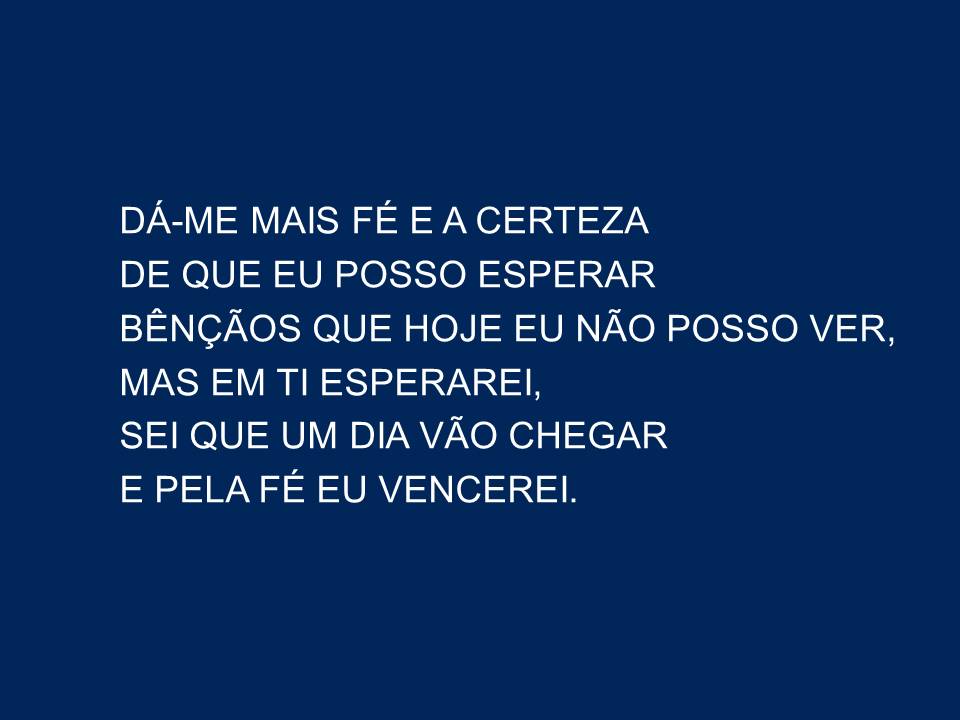 DÁ-ME MAIS FÉ E A CERTEZA
DE QUE EU POSSO ESPERAR
BÊNÇÃOS QUE HOJE EU NÃO POSSO VER,
MAS EM TI ESPERAREI,
SEI QUE UM DIA VÃO CHEGAR
E PELA FÉ EU VENCEREI.